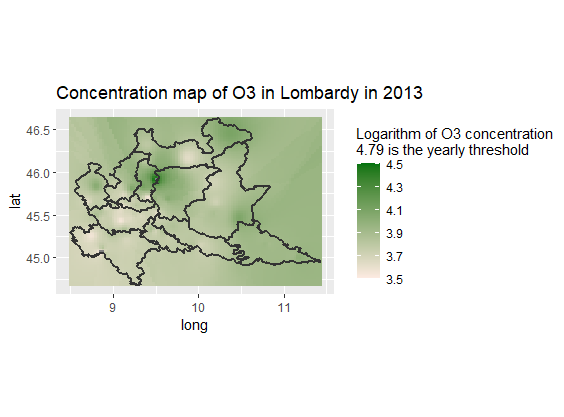 Concentration map of O3 in Lombardy in 2013
Logarithm of O3 concentration
4.79 is the yearly threshold
4.5
4.3
4.1
3.9
3.7
3.5
lat
46.5
46.0
45.5
45.0
9
10
11
long